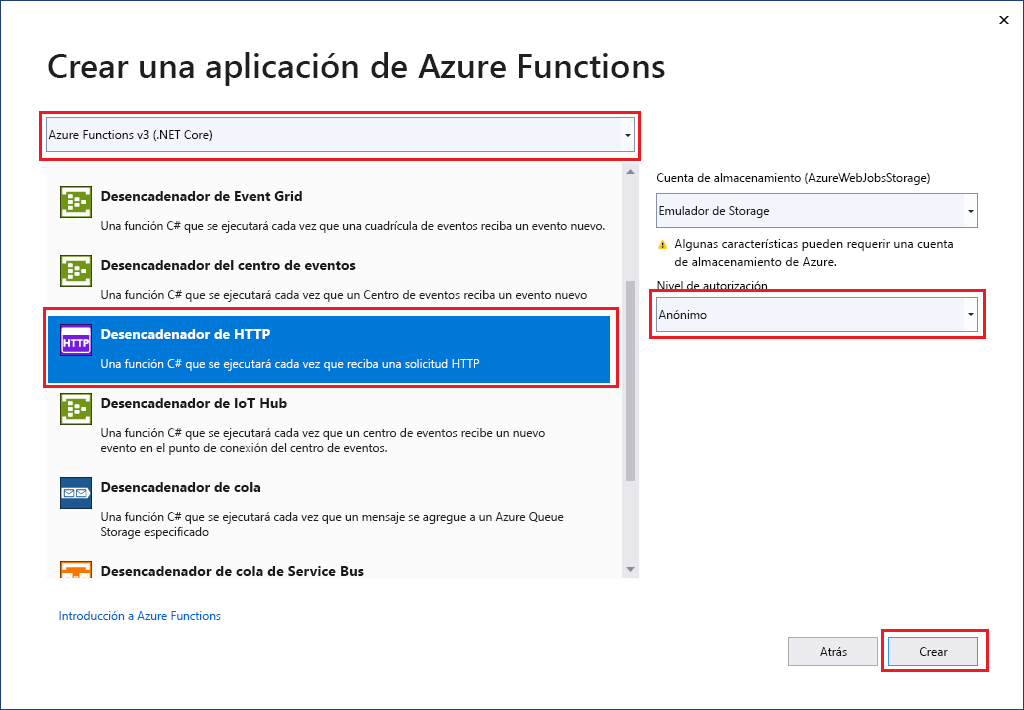 Crear una aplicación de Azure Functions
Azure Functions v3 (.NET Core)
Desencadenador de Event Grid
Una función C# que se ejecutará cada vez que una cuadrícula de eventos reciba un evento nuevo.
Desencadenador del centro de eventos
Una función C# que se ejecutará cada vez que un Centro de eventos reciba un evento nuevo
HTTP
Desencadenador de HTTP
Una función C# que se ejecutará cada vez que reciba una solicitud HTTP
Desencadenador de IoT Hub
Una función C# que se ejecutará cada vez que un centro de eventos recibe un nuevo
evento en el punto de conexión del centro de eventos.
Desencadenador de cola
Una función C# que se ejecutará cada vez que un mensaje se agregue a un Azure Queue
Storage especificado
Desencadenador de cola de Service Bus
Cuenta de almacenamiento (AzureWebJobsStorage)
Emulador de Storage
Algunas características pueden requerir una cuenta
de almacenamiento de Azure.
Nivel de autorización
Anónimo
Introducción a Azure Functions
Atrás
Crear